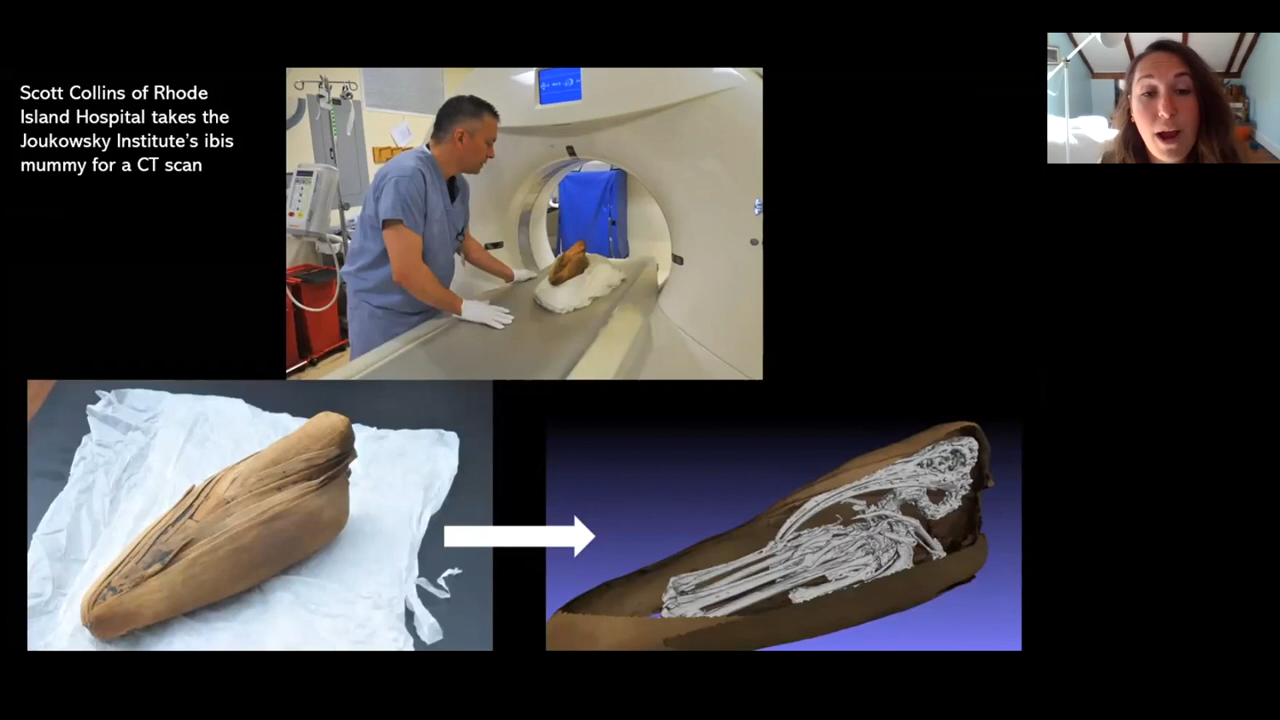 Scott Collins of Rhode
Island Hospital takes the
Joukowsky Institute's ibis
mummy for a CT scan